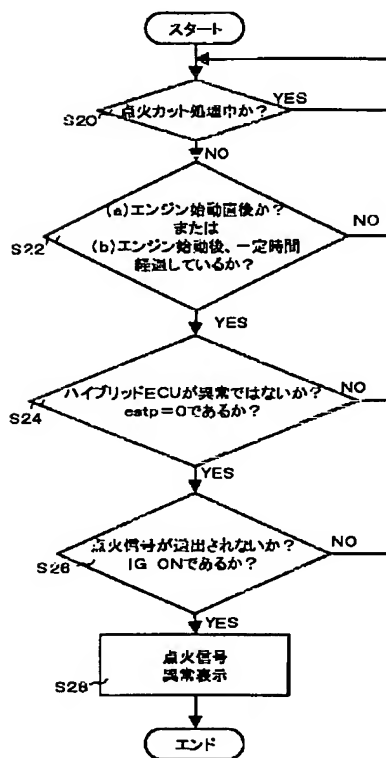 スタート
点火カット処理中か?
YES
S20
NO
(a)エンジン始動直後か?
または
(b)エンジン始動後、一定時間
経過しているか?
NO
S22
YES
ハイブリッドECUが異常ではないか?
estp=0であるか?
NO
S24
YES
点火信号が送出されないか?
IG ONであるか?
NO
S26
YES
点火信号
異常表示
S28
エンド